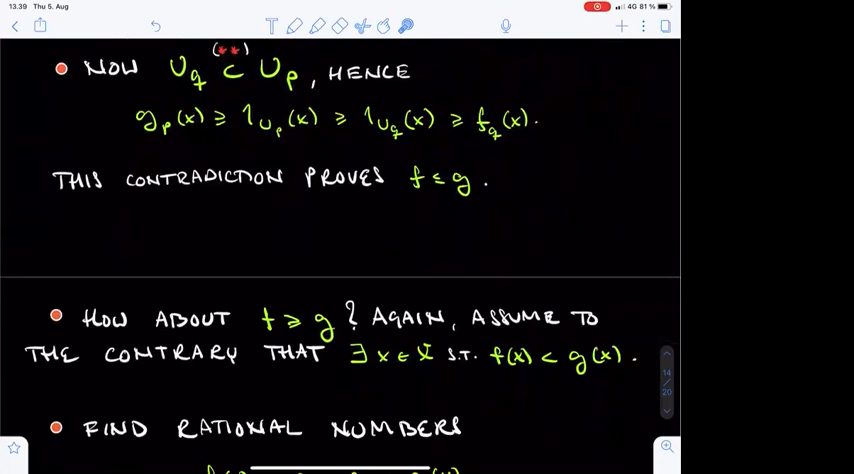 13.39 Thu 5. Aug
4G 81 %
(**)
• NOW U_q ⊂ U_p, HENCE
g_p(x) ≥ 1_{U_p}(x) ≥ 1_{U_q}(x) ≥ f_q(x).
THIS CONTRADICTION PROVES f ≤ g.
• HOW ABOUT f ≥ g? AGAIN, ASSUME TO
THE CONTRARY THAT ∃ x ∈ X S.T. f(x) < g(x).
14
/
20
• FIND RATIONAL NUMBERS